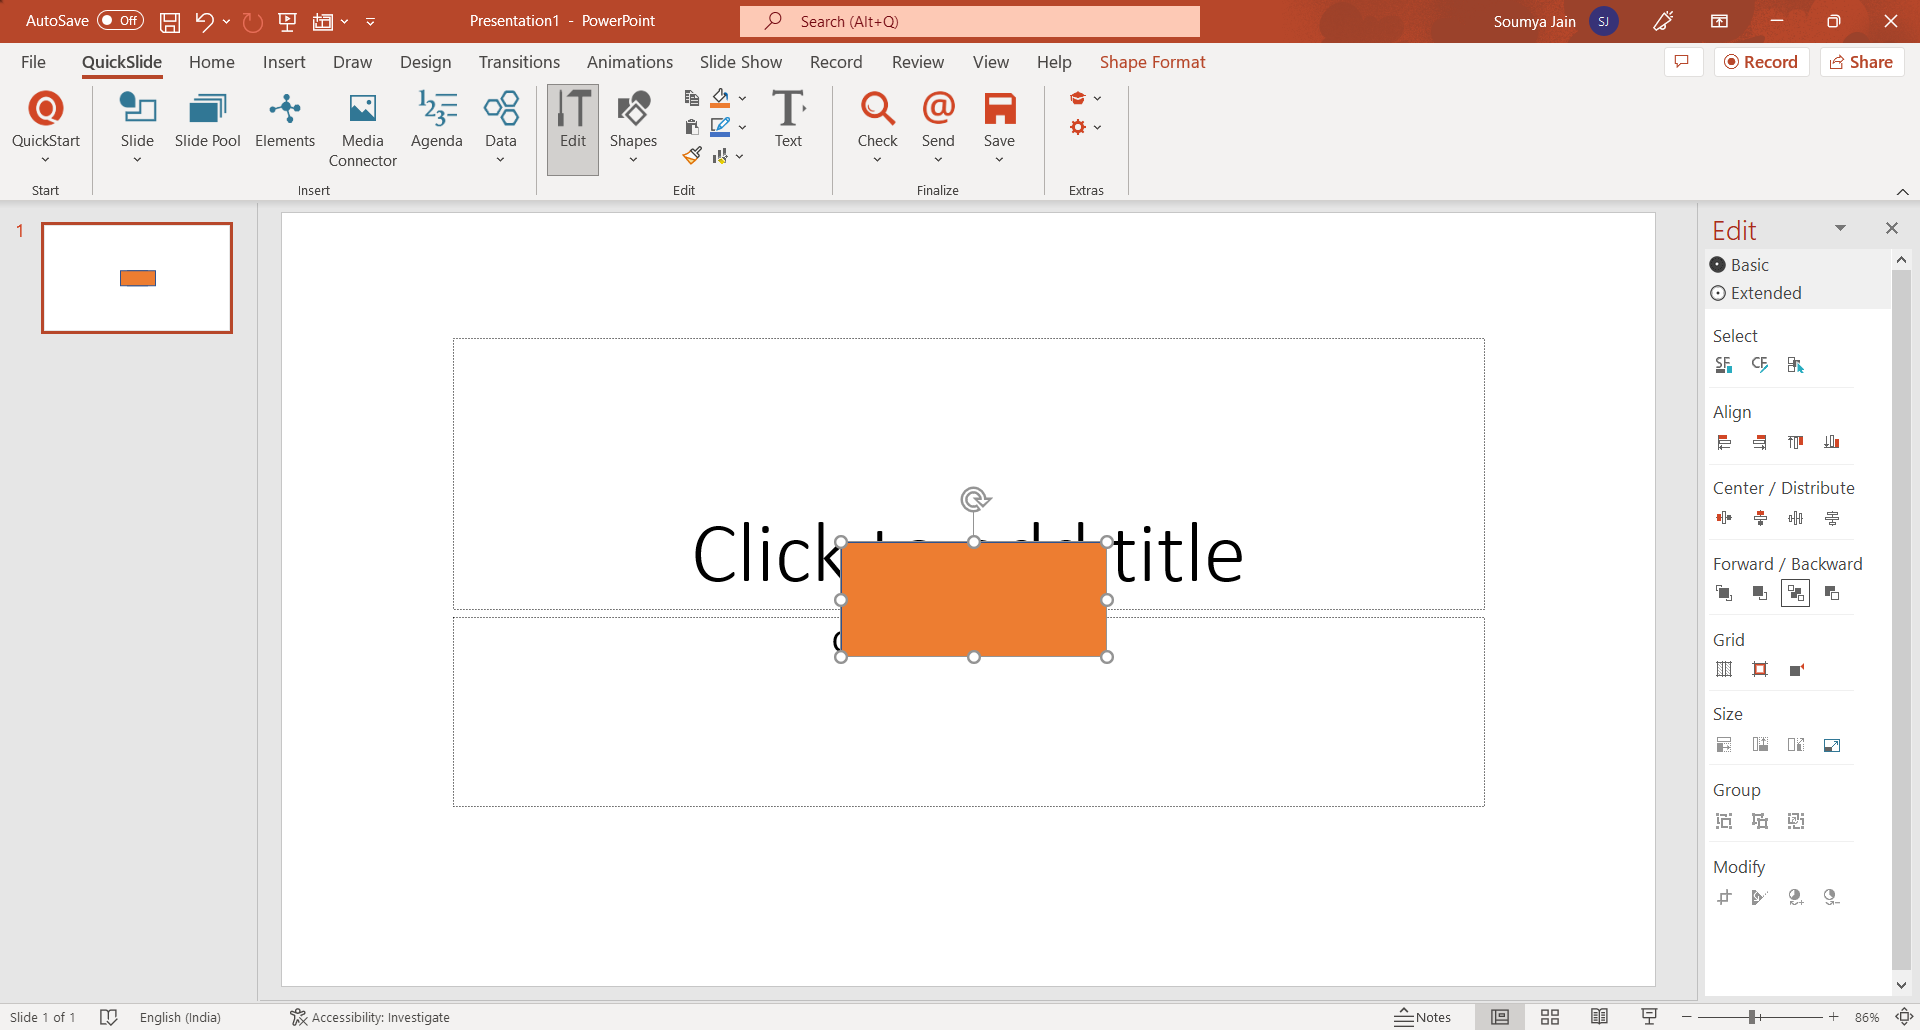 AutoSave Off
Presentation1 - PowerPoint
Search (Alt+Q)
Soumya Jain SJ
File QuickSlide Home Insert Draw Design Transitions Animations Slide Show Record Review View Help Shape Format
Record Share
QuickStart Slide Slide Pool Elements Media Connector Agenda Data Edit Shapes Text Check Send Save
Start Insert Edit Finalize Extras
1
Click title
Edit
Basic
Extended
Select
Align
Center / Distribute
Forward / Backward
Grid
Size
Group
Modify
Slide 1 of 1 English (India) Accessibility: Investigate Notes 86%